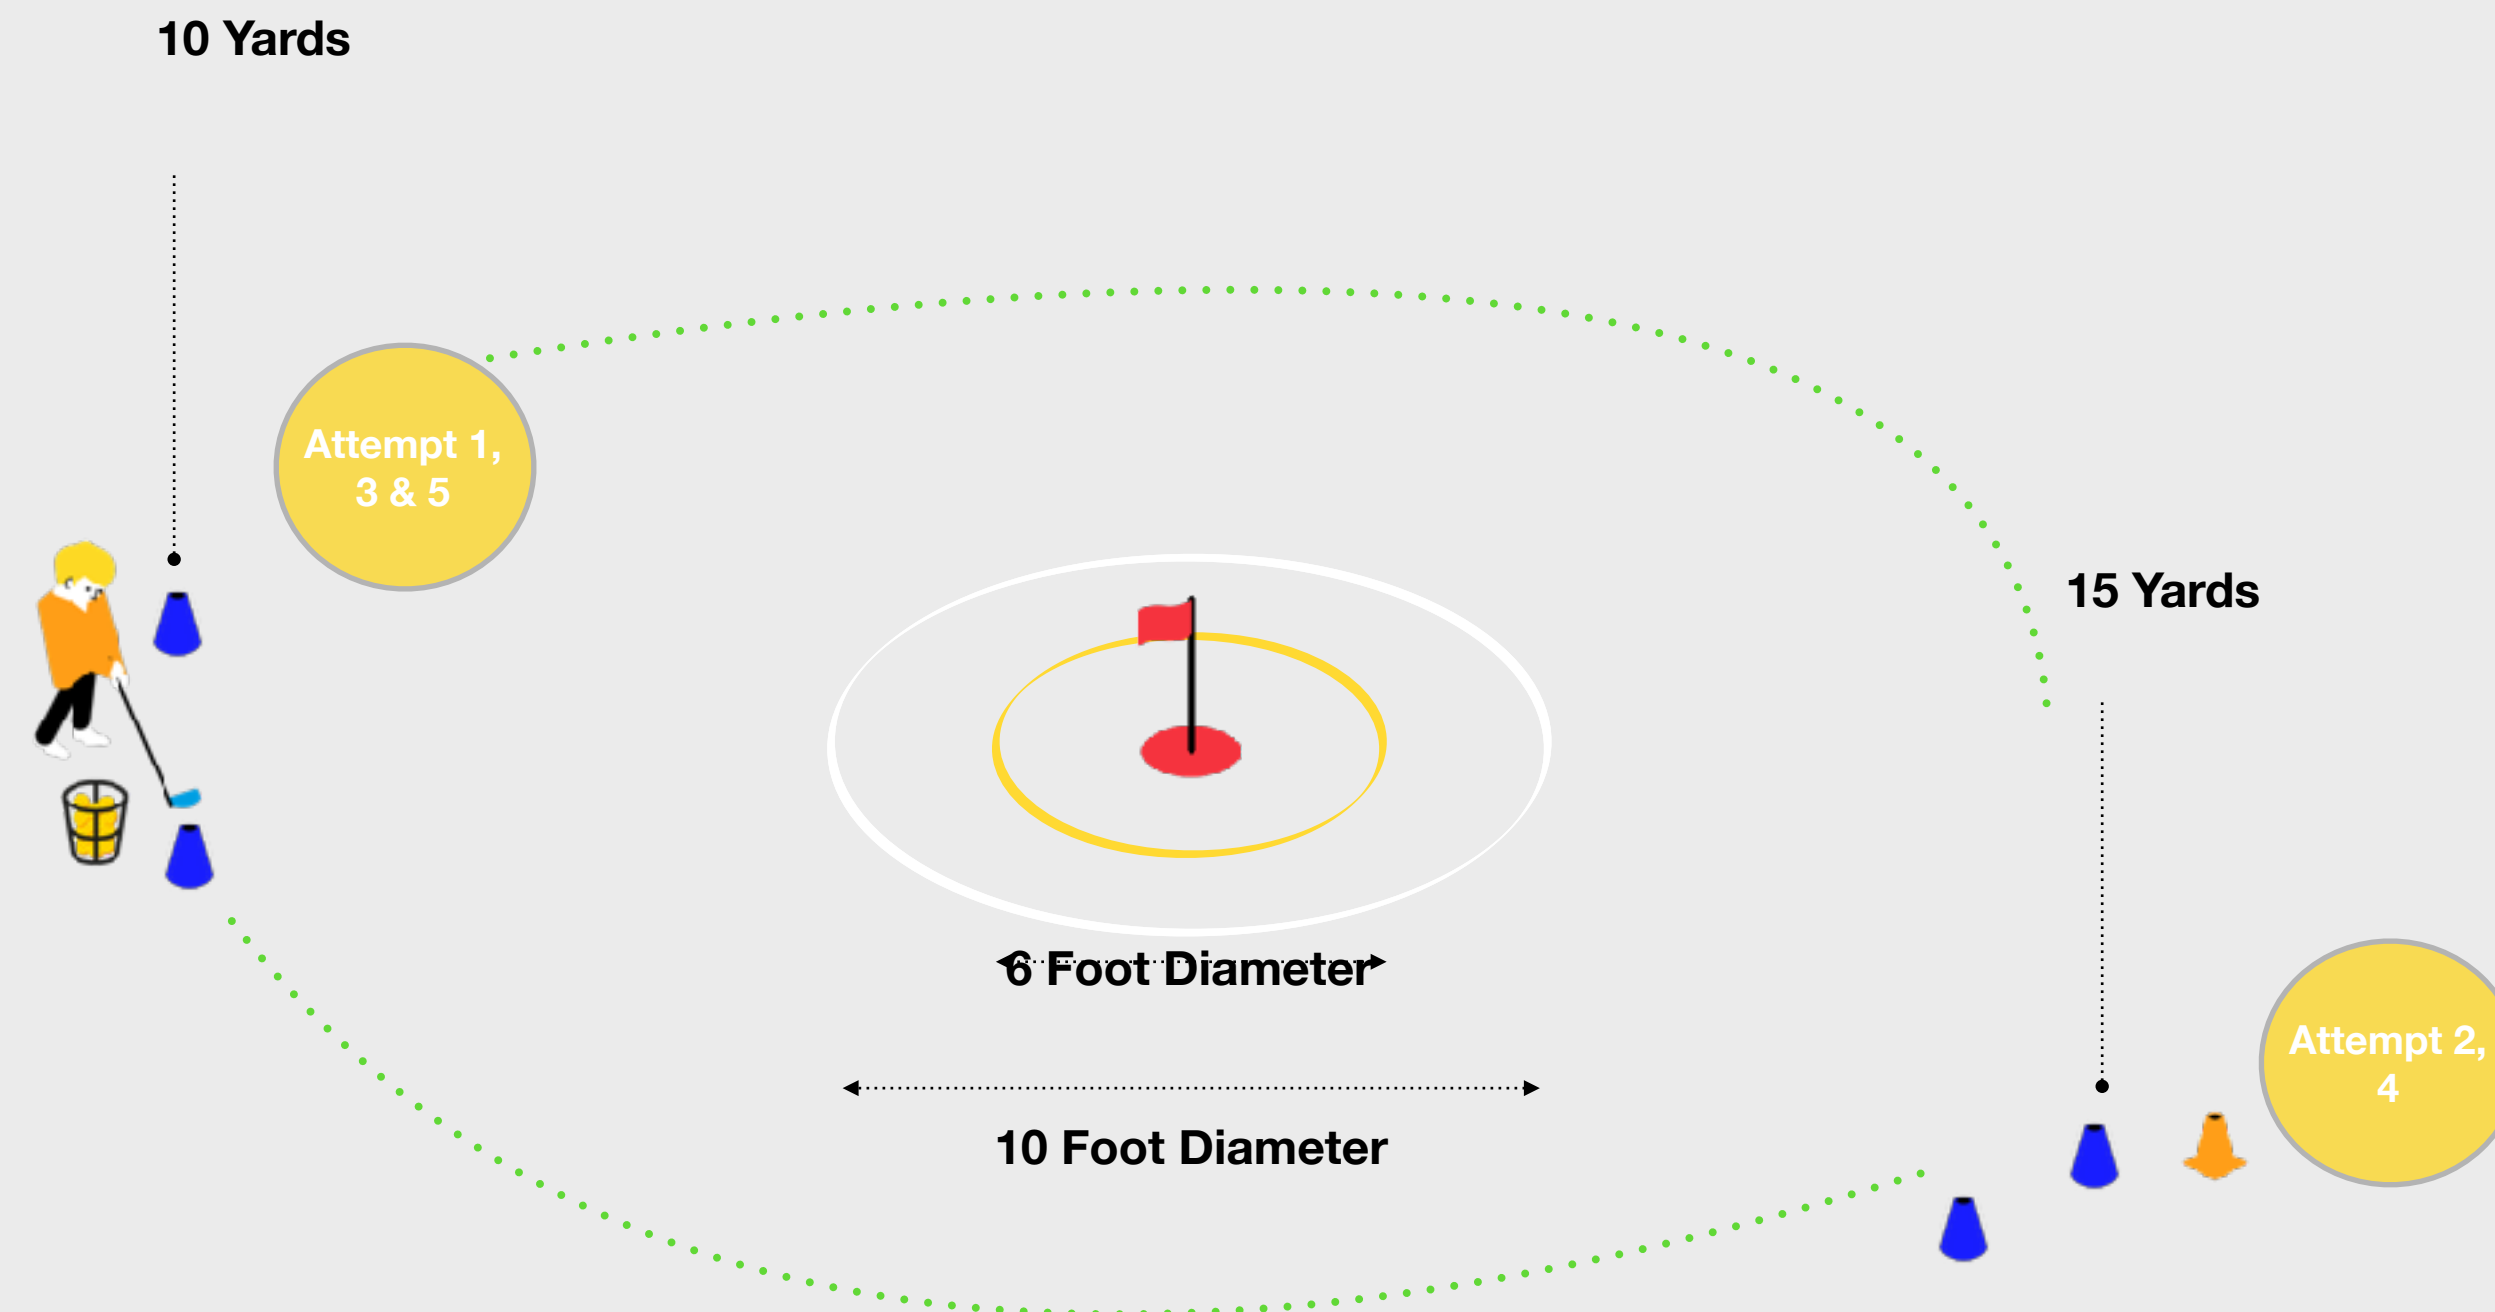 10 Yards
Attempt 1,
3 & 5
15 Yards
6 Foot Diameter
Attempt 2,
4
10 Foot Diameter